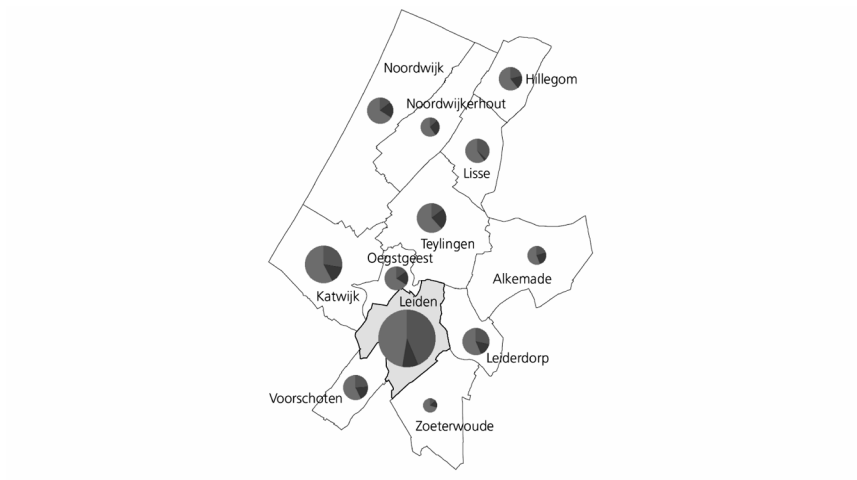 Noordwijk
Hillegom
Noordwijkerhout
Lisse
Teylingen
Oegstgeest
Alkemade
Katwijk
Leiden
Leiderdorp
Voorschoten
Zoeterwoude